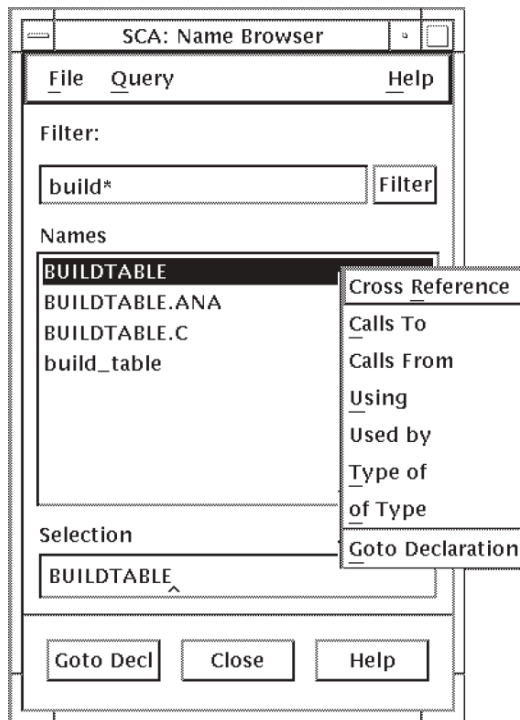 SCA: Name Browser
File Query Help
Filter:
build*
Filter
Names
BUILDTABLE
BUILDTABLE.ANA
BUILDTABLE.C
build_table
Cross Reference
Calls To
Calls From
Using
Used by
Type of
of Type
Goto Declaration
Selection
BUILDTABLE
Goto Decl Close Help